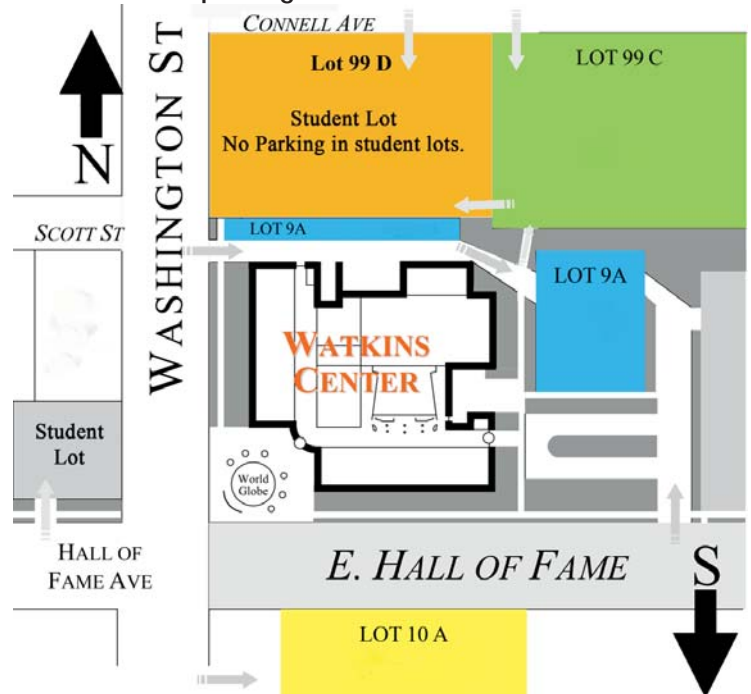 CONNELL AVE
WASHINGTON ST
Lot 99 D
LOT 99 C
Student Lot
No Parking in student lots.
N
SCOTT ST
LOT 9A
LOT 9A
WATKINS
CENTER
Student
Lot
World
Globe
HALL OF
FAME AVE
E. HALL OF FAME
S
LOT 10 A